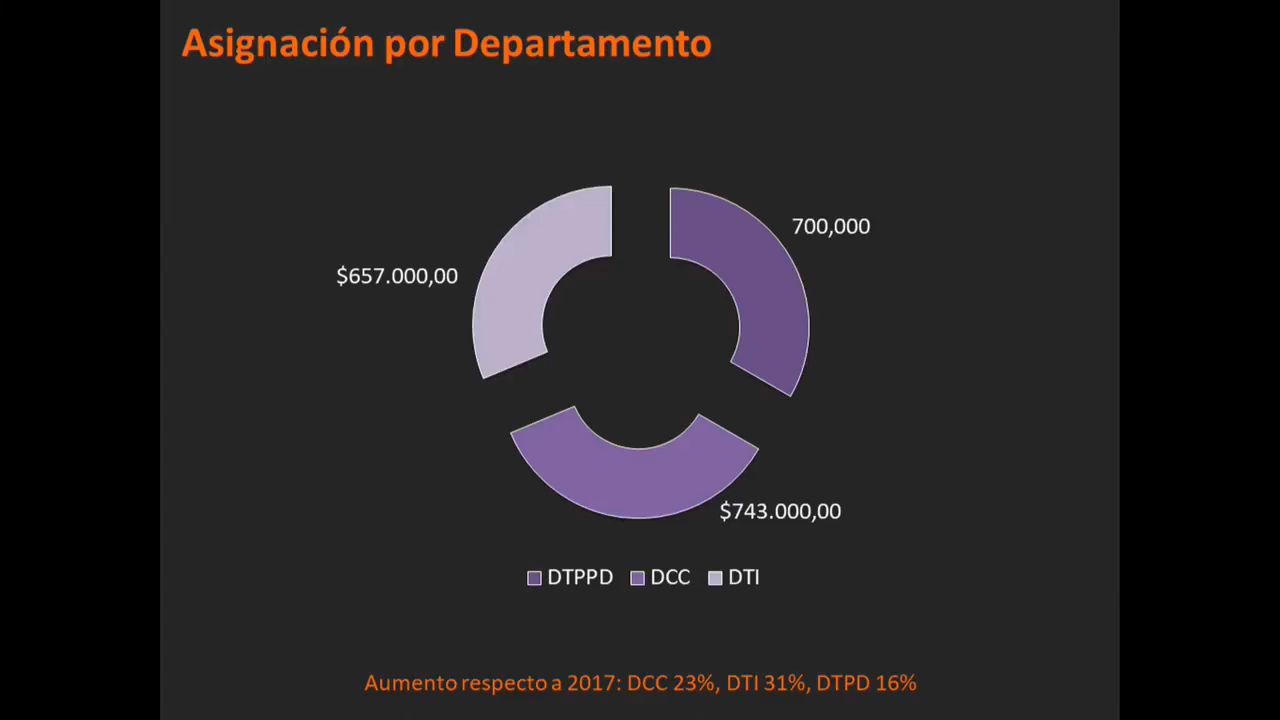 Asignación por Departamento
700,000
$657.000,00
$743.000,00
DTPPD DCC DTI
Aumento respecto a 2017: DCC 23%, DTI 31%, DTPD 16%